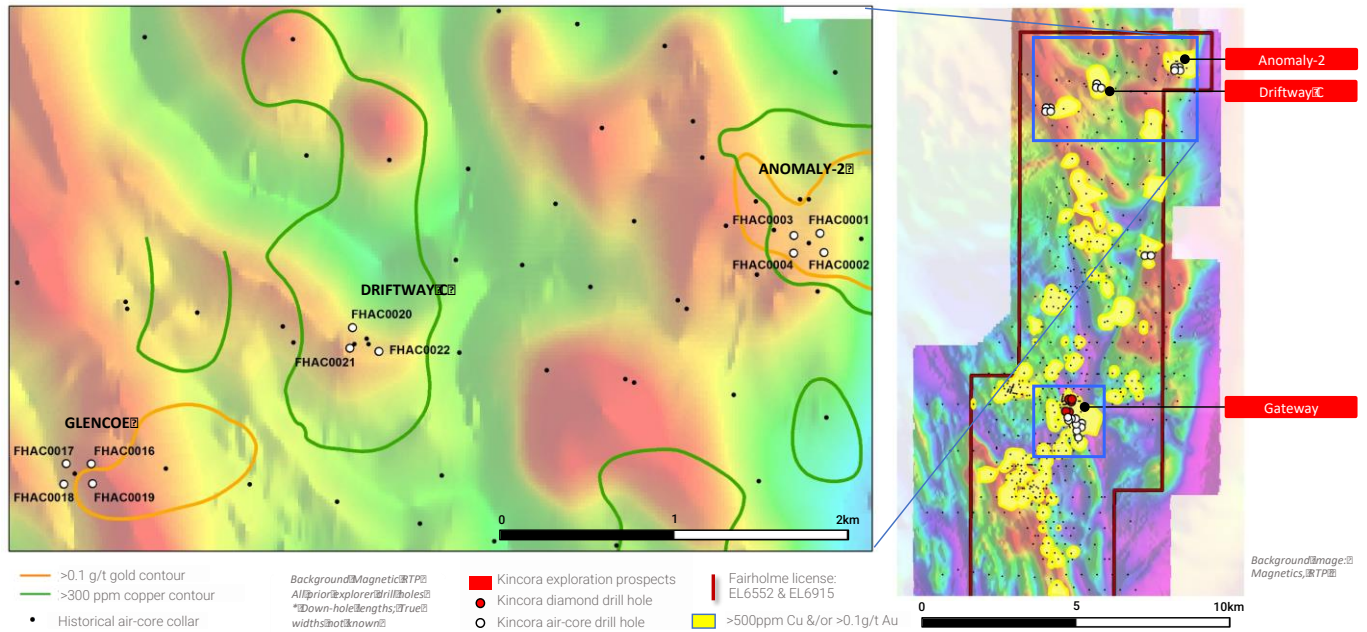 ANOMALY-2
FHAC0003 FHAC0001
FHAC0004 FHAC0002
DRIFTWAY C
FHAC0020
FHAC0021 FHAC0022
GLENCOE
FHAC0017 FHAC0016
FHAC0018 FHAC0019
0 1 2km
Anomaly-2
Driftway C
Gateway
>0.1 g/t gold contour
>300 ppm copper contour
Historical air-core collar
Background Magnetic RTP
All prior explorer drill holes
* Down-hole lengths; True
widths not known
Kincora exploration prospects
Kincora diamond drill hole
Kincora air-core drill hole
Fairholme license:
EL6552 & EL6915
>500ppm Cu &/or >0.1g/t Au
0 5 10km
Background Image:
Magnetics, RTP